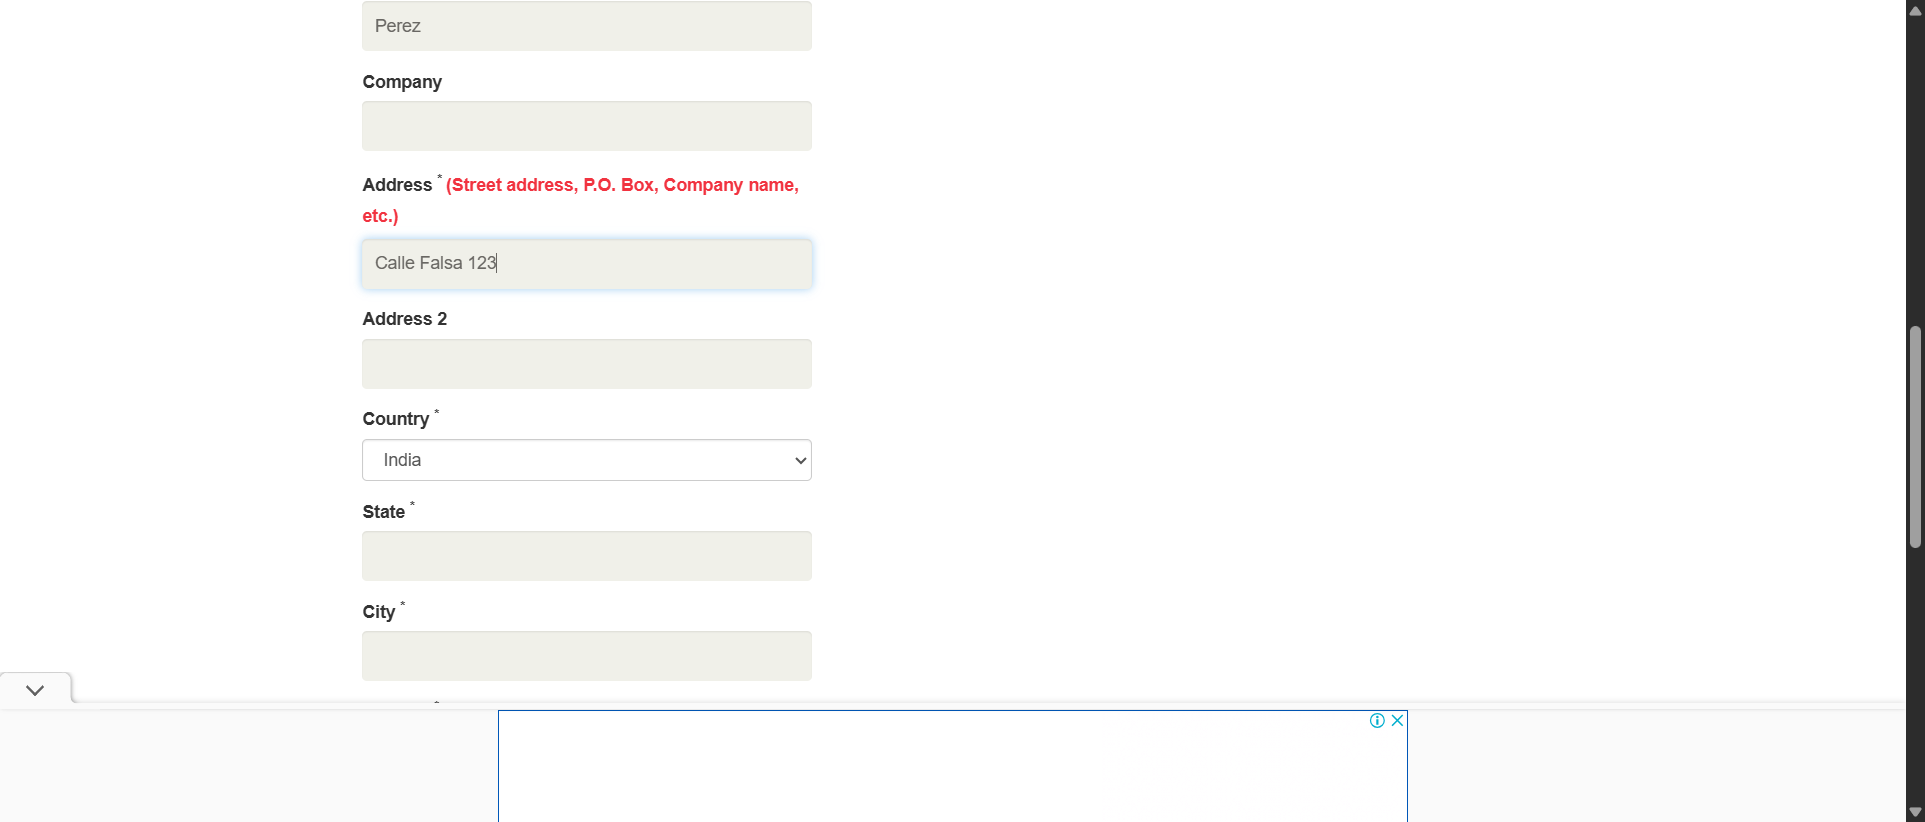 Perez
Company
Address * (Street address, P.O. Box, Company name,
etc.)
Calle Falsa 123
Address 2
Country *
India
State *
City *
*